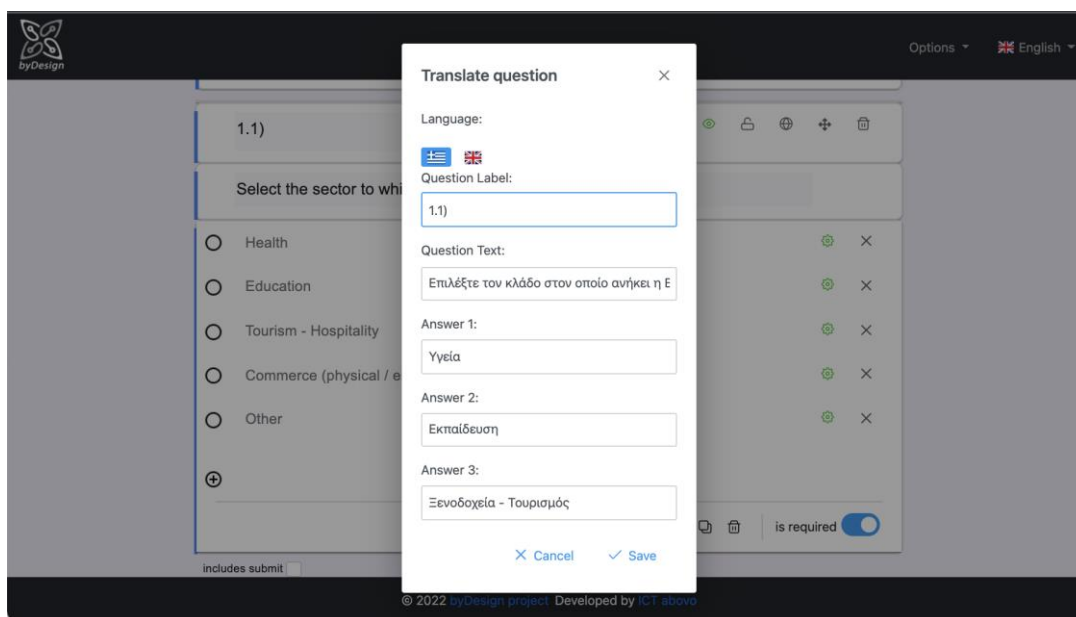 byDesign
Options
English
Translate question
Language:
Question Label:
1.1)
Question Text:
Επιλέξτε τον κλάδο στον οποίο ανήκει η Ε
Answer 1:
Υγεία
Answer 2:
Εκπαίδευση
Answer 3:
Ξενοδοχεία - Τουρισμός
Cancel
Save
1.1)
Select the sector to whi
Health
Education
Tourism - Hospitality
Commerce (physical / e
Other
is required
includes submit
© 2022 byDesign project Developed by ICT abovo